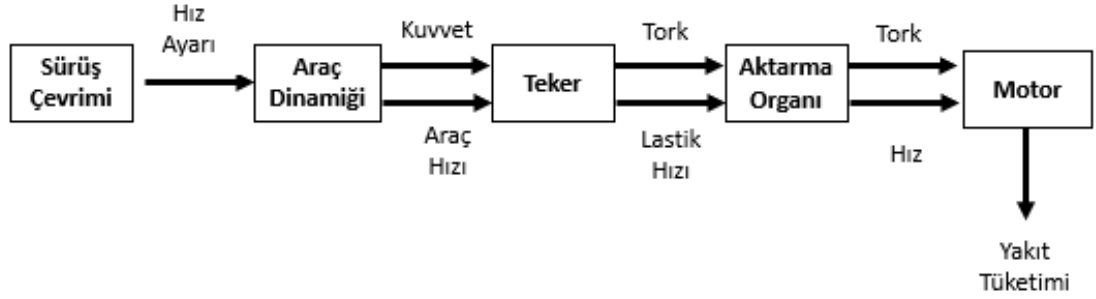 Hız
Ayarı
Kuvvet
Tork
Tork
Sürüş
Çevrimi
Araç
Dinamiği
Teker
Aktarma
Organı
Motor
Araç
Hızı
Lastik
Hızı
Hız
Yakıt
Tüketimi